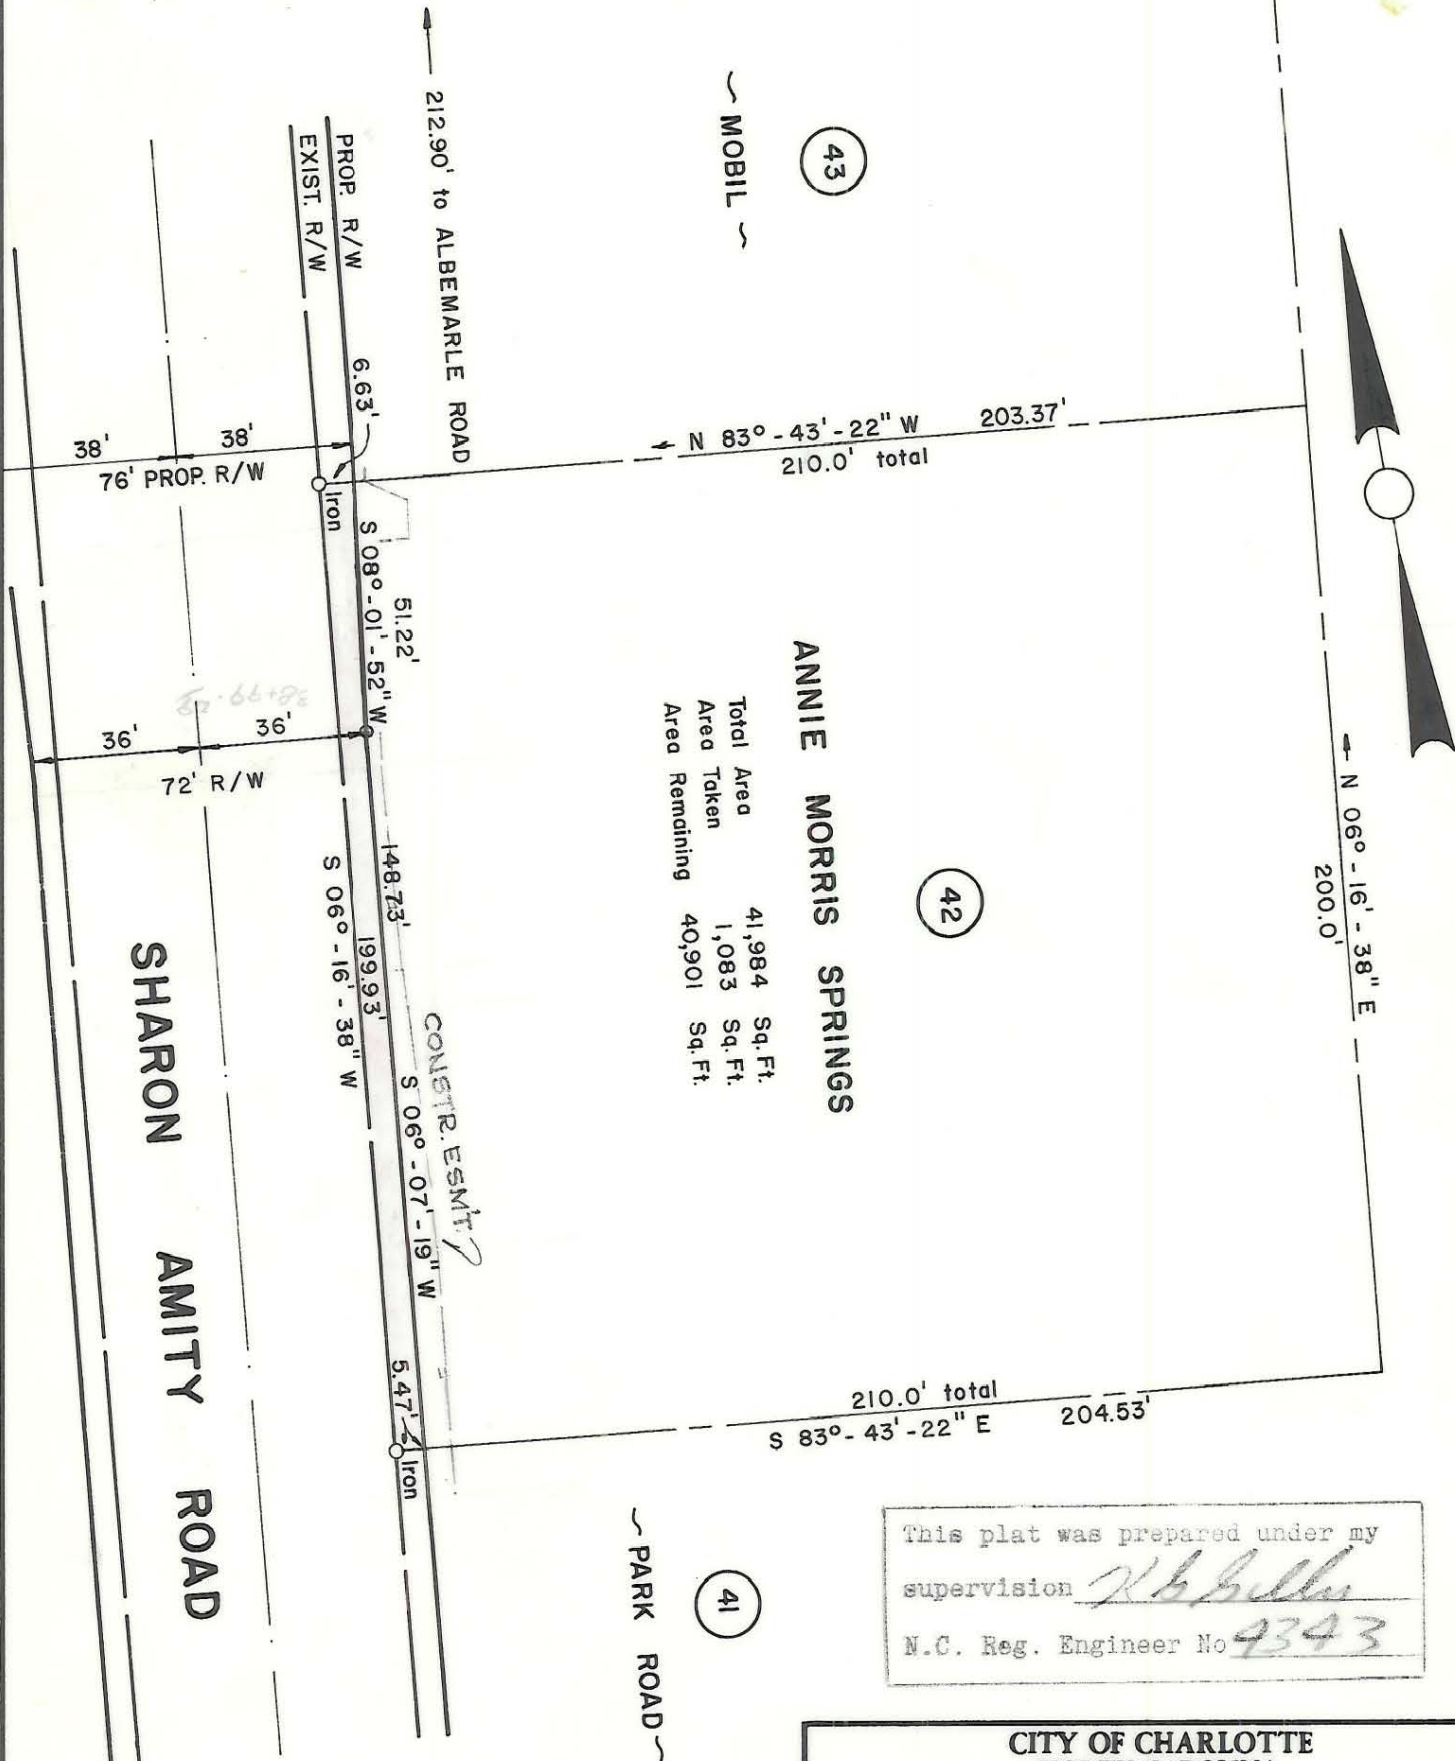 212.90' to ALBEMARLE ROAD
~ MOBIL ~
43
PROP. R/W
EXIST. R/W
6.63'
38'
38'
76' PROP. R/W
Iron
N 83° - 43' - 22" W
203.37'
210.0' total
N 06° - 16' - 38" E
200.0'
51.22'
S 08° - 01' - 52" W
36'
36'
72' R/W
ANNIE MORRIS SPRINGS
Total Area 41,984 Sq. Ft.
Area Taken 1,083 Sq. Ft.
Area Remaining 40,901 Sq. Ft.
42
148.73'
199.93'
S 06° - 16' - 38" W
CONSTR. ESM'T.
S 06° - 07' - 19" W
SHARON AMITY ROAD
5.47'
Iron
210.0' total
S 83° - 43' - 22" E
204.53'
~ PARK ROAD ~
41
This plat was prepared under my
supervision
N.C. Reg. Engineer No 4343
CITY OF CHARLOTTE